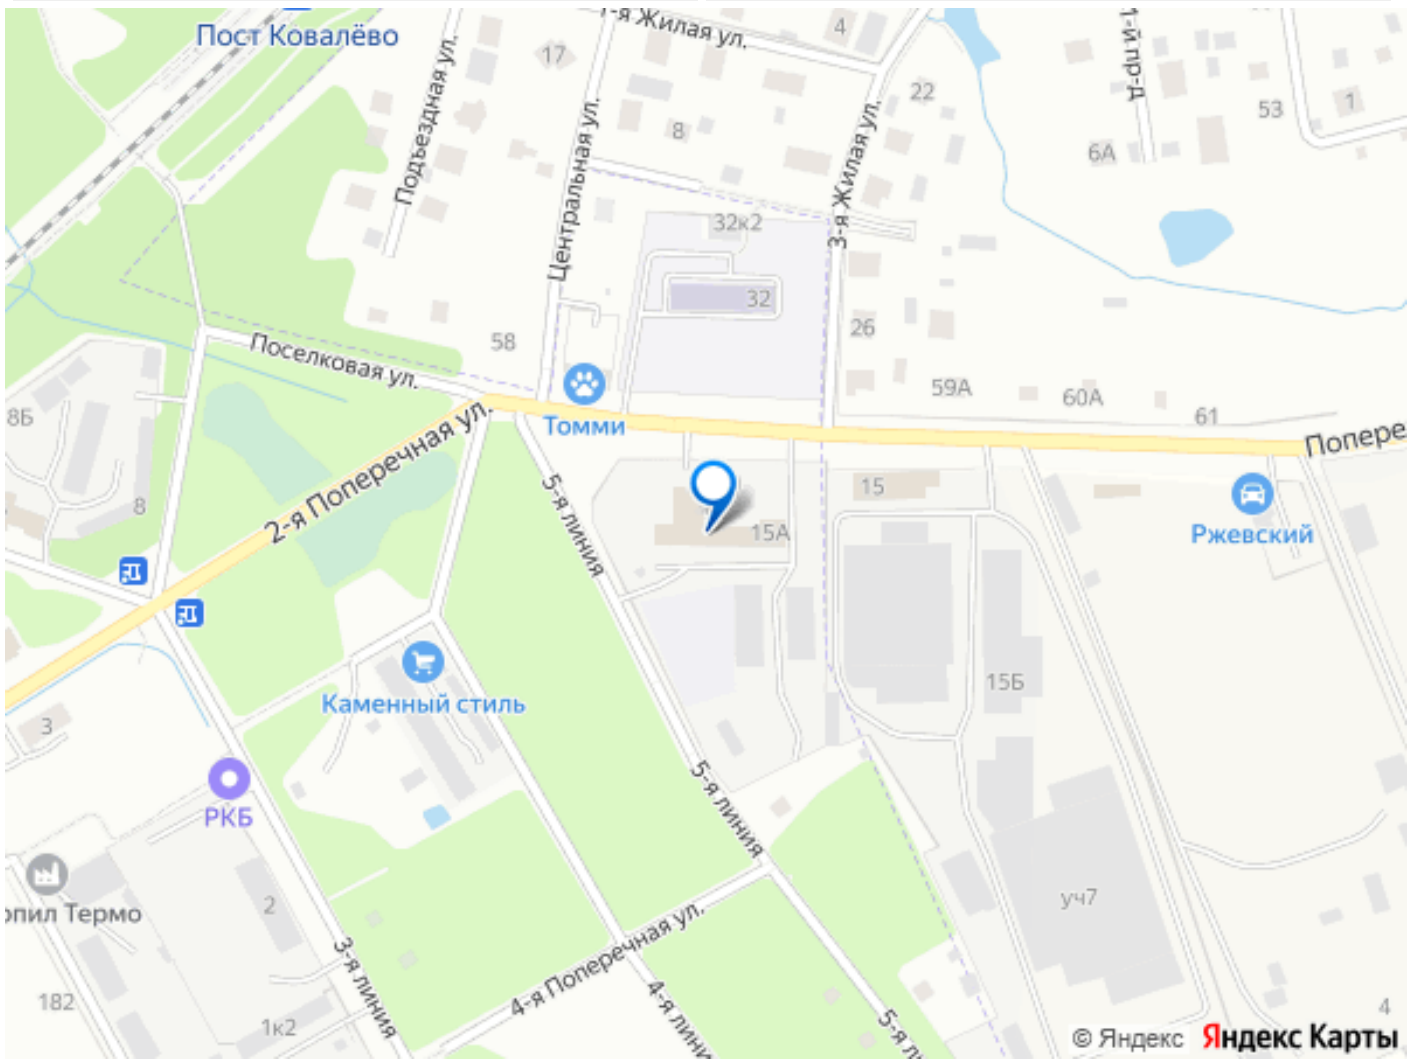 Пост Ковалёво
1-я Жилая ул.
4
1-й пр-д
17
Подъездная ул.
Центральная ул.
22
53
1
8
3-я Жилая ул.
6А
32к2
32
26
58
Поселковая ул.
59А
60А
61
8Б
Томми
2-я Поперечная ул.
Попере
5-я линия
15
15А
Ржевский
8
Каменный стиль
15Б
3
РКБ
5-я линия
опил Термо
2
уч7
4-я Поперечная ул.
3-я линия
182
1к2
4-я лини
5-я л
4
© Яндекс Яндекс Карты